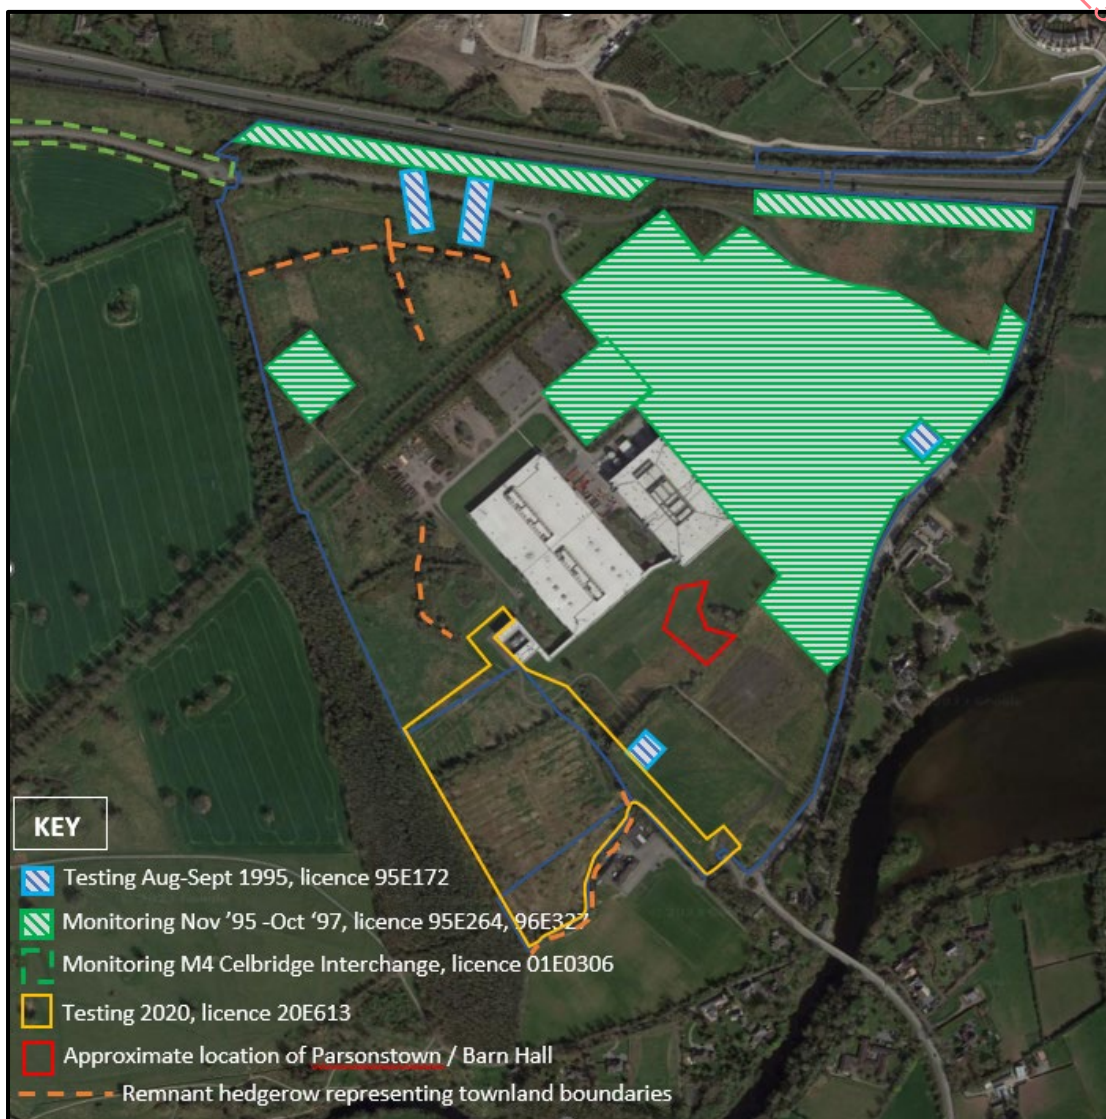 KEY
Testing Aug-Sept 1995, licence 95E172
Monitoring Nov '95 -Oct '97, licence 95E264, 96E327
Monitoring M4 Celbridge Interchange, licence 01E0306
Testing 2020, licence 20E613
Approximate location of Parsonstown / Barn Hall
Remnant hedgerow representing townland boundaries